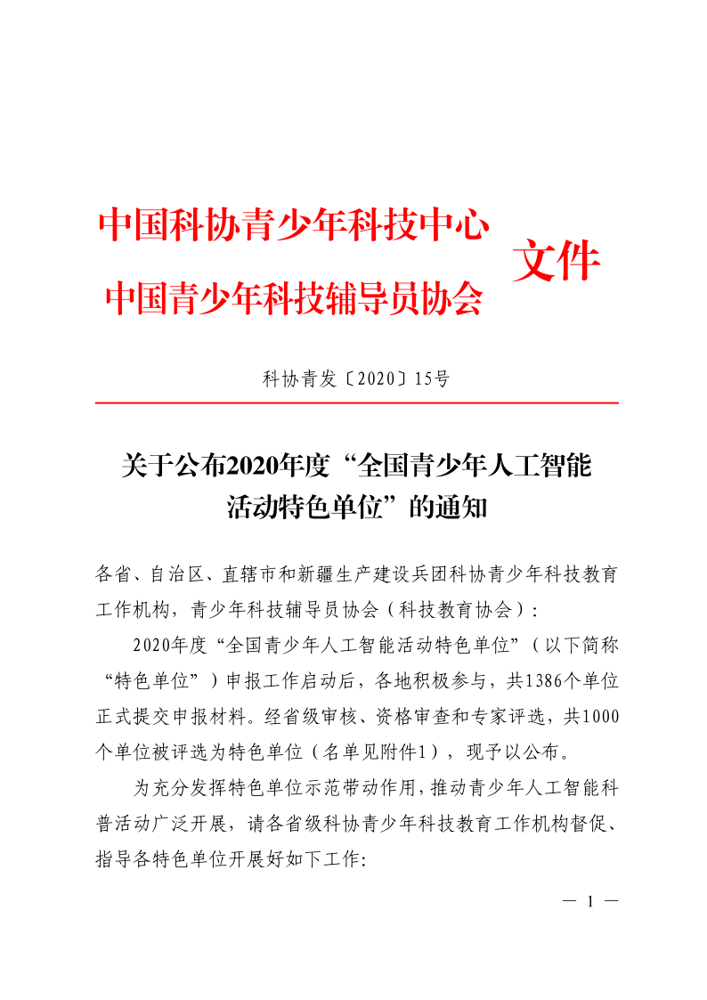 中国科协青少年科技中心
中国青少年科技辅导员协会
文件
科协青发〔2020〕15号
关于公布2020年度“全国青少年人工智能
活动特色单位”的通知
各省、自治区、直辖市和新疆生产建设兵团科协青少年科技教育
工作机构，青少年科技辅导员协会（科技教育协会）：
2020年度“全国青少年人工智能活动特色单位”（以下简称
“特色单位”）申报工作启动后，各地积极参与，共1386个单位
正式提交申报材料。经省级审核、资格审查和专家评选，共1000
个单位被评选为特色单位（名单见附件1），现予以公布。
为充分发挥特色单位示范带动作用，推动青少年人工智能科
普活动广泛开展，请各省级科协青少年科技教育工作机构督促、
指导各特色单位开展好如下工作：
— 1 —